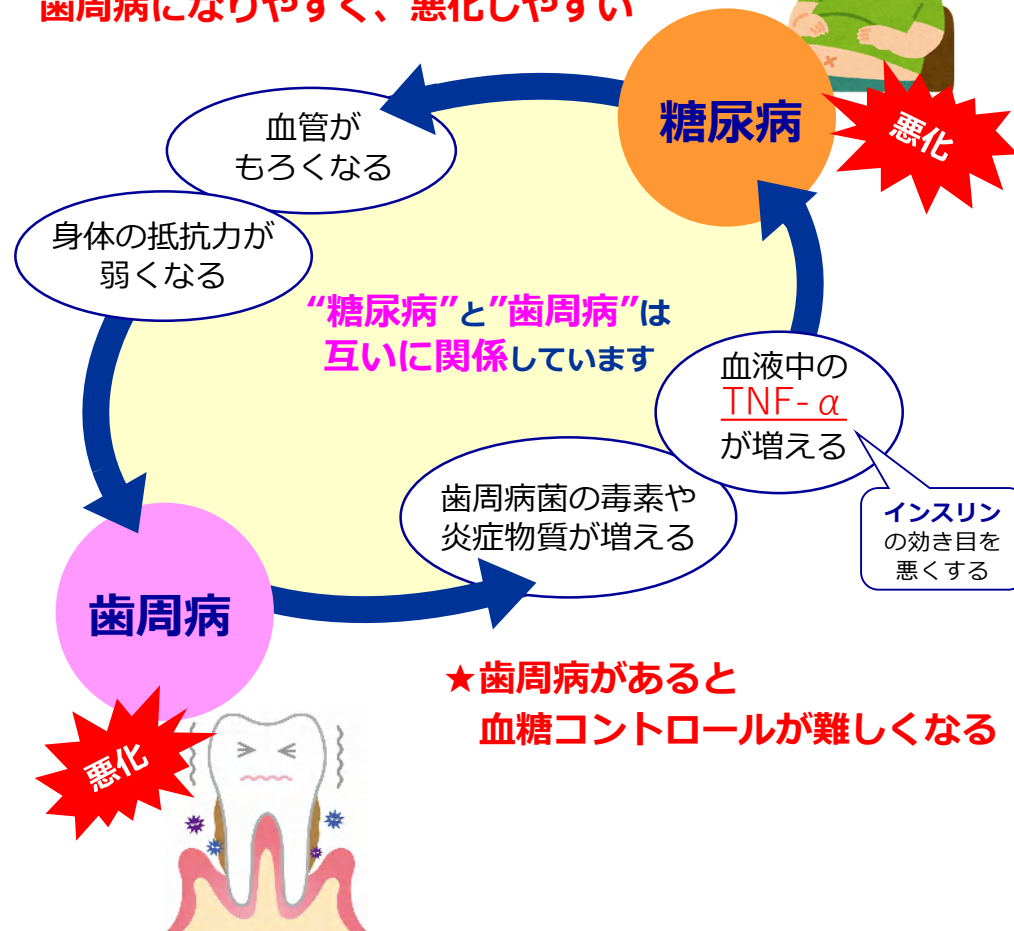 歯周病になりやすく、悪化しやすい
糖尿病
悪化
血管が
もろくなる
身体の抵抗力が
弱くなる
“糖尿病”と”歯周病”は
互いに関係しています
血液中の
TNF-α
が増える
歯周病菌の毒素や
炎症物質が増える
インスリン
の効き目を
悪くする
歯周病
悪化
★歯周病があると
血糖コントロールが難しくなる